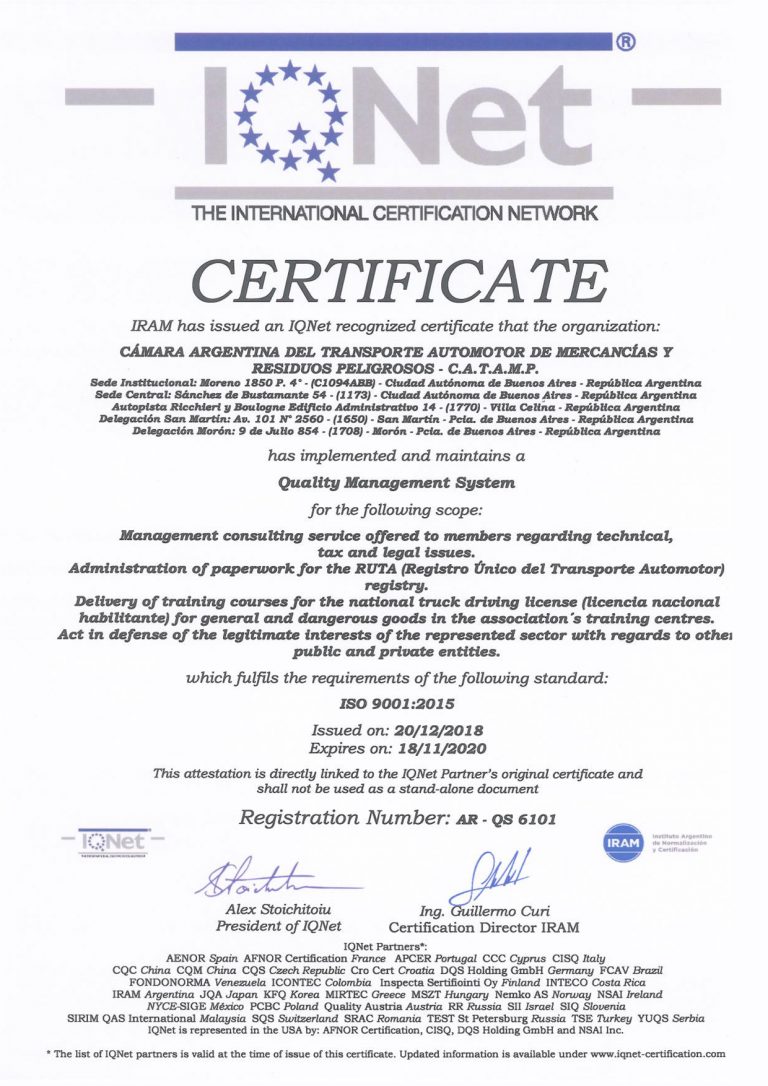 ®
IQNet
THE INTERNATIONAL CERTIFICATION NETWORK
CERTIFICATE
IRAM has issued an IQNet recognized certificate that the organization:
CÁMARA ARGENTINA DEL TRANSPORTE AUTOMOTOR DE MERCANCÍAS Y
RESIDUOS PELIGROSOS - C.A.T.A.M.P.
Sede Institucional: Moreno 1850 P. 4° - (C1094ABB) - Ciudad Autónoma de Buenos Aires - República Argentina
Sede Central: Sánchez de Bustamante 54 - (1173) - Ciudad Autónoma de Buenos Aires - República Argentina
Autopista Ricchieri y Boulogne Edificio Administrativo 14 - (1770) - Villa Celina - República Argentina
Delegación San Martín: Av. 101 N° 2560 - (1650) - San Martín - Pcia. de Buenos Aires - República Argentina
Delegación Morón: 9 de Julio 854 - (1708) - Morón - Pcia. de Buenos Aires - República Argentina
has implemented and maintains a
Quality Management System
for the following scope:
Management consulting service offered to members regarding technical,
tax and legal issues.
Administration of paperwork for the RUTA (Registro Único del Transporte Automotor)
registry.
Delivery of training courses for the national truck driving license (licencia nacional
habilitante) for general and dangerous goods in the association´s training centres.
Act in defense of the legitimate interests of the represented sector with regards to other
public and private entities.
which fulfils the requirements of the following standard:
ISO 9001:2015
Issued on: 20/12/2018
Expires on: 18/11/2020
This attestation is directly linked to the IQNet Partner's original certificate and
shall not be used as a stand-alone document
Registration Number: AR - QS 6101
IQNet
IRAM
Instituto Argentino
de Normalización
y Certificación
Alex Stoichitoiu
President of IQNet
Ing. Guillermo Curi
Certification Director IRAM
IQNet Partners*:
AENOR Spain AFNOR Certification France APCER Portugal CCC Cyprus CISQ Italy
CQC China CQM China CQS Czech Republic Cro Cert Croatia DQS Holding GmbH Germany FCAV Brazil
FONDONORMA Venezuela ICONTEC Colombia Inspecta Sertifiointi Oy Finland INTECO Costa Rica
IRAM Argentina JQA Japan KFQ Korea MIRTEC Greece MSZT Hungary Nemko AS Norway NSAI Ireland
NYCE-SIGE México PCBC Poland Quality Austria Austria RR Russia SII Israel SIQ Slovenia
SIRIM QAS International Malaysia SQS Switzerland SRAC Romania TEST St Petersburg Russia TSE Turkey YUQS Serbia
IQNet is represented in the USA by: AFNOR Certification, CISQ, DQS Holding GmbH and NSAI Inc.
* The list of IQNet partners is valid at the time of issue of this certificate. Updated information is available under www.iqnet-certification.com